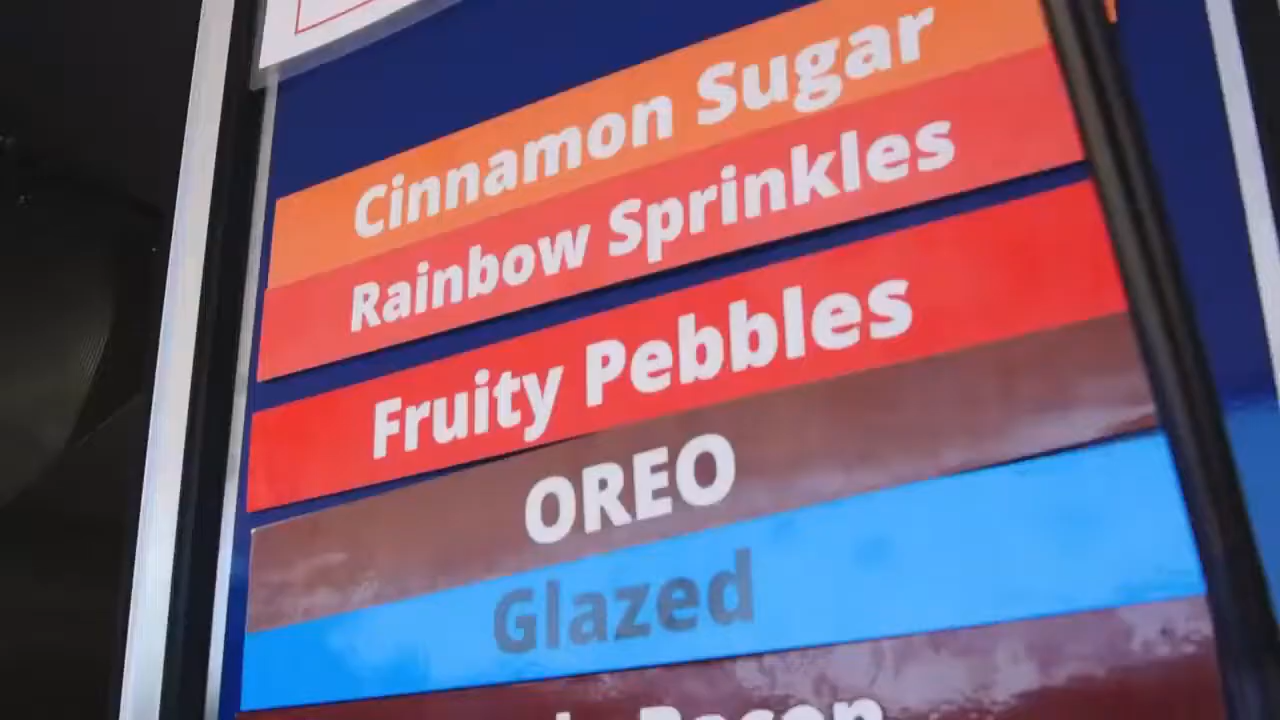 Cinnamon Sugar
Rainbow Sprinkles
Fruity Pebbles
OREO
Glazed
Bacon